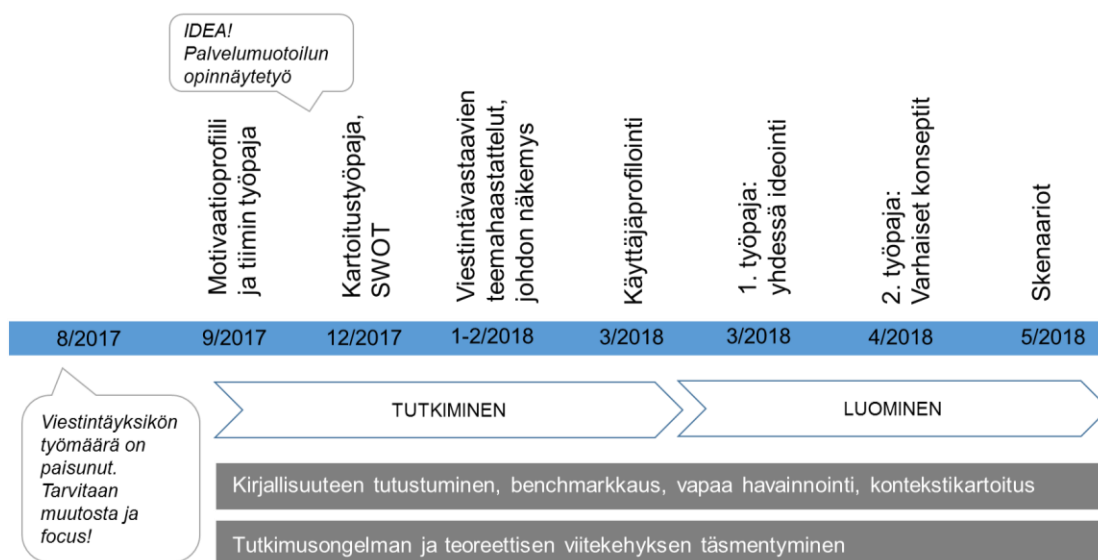 IDEA!
Palvelumuotoilun
opinnäytetyö
Motivaatioprofiili
ja tiimin työpaja
Kartoitustyöpaja,
SWOT
Viestintävastaavien
teemahaastattelut,
johdon näkemys
Käyttäjäprofilointi
1. työpaja:
yhdessä ideointi
2. työpaja:
Varhaiset konseptit
Skenaariot
8/2017
9/2017
12/2017
1-2/2018
3/2018
3/2018
4/2018
5/2018
Viestintäyksikön
työmäärä on
paisunut.
Tarvitaan
muutosta ja
focus!
TUTKIMINEN
LUOMINEN
Kirjallisuuteen tutustuminen, benchmarkkaus, vapaa havainnointi, kontekstikartoitus
Tutkimusongelman ja teoreettisen viitekehyksen täsmentyminen